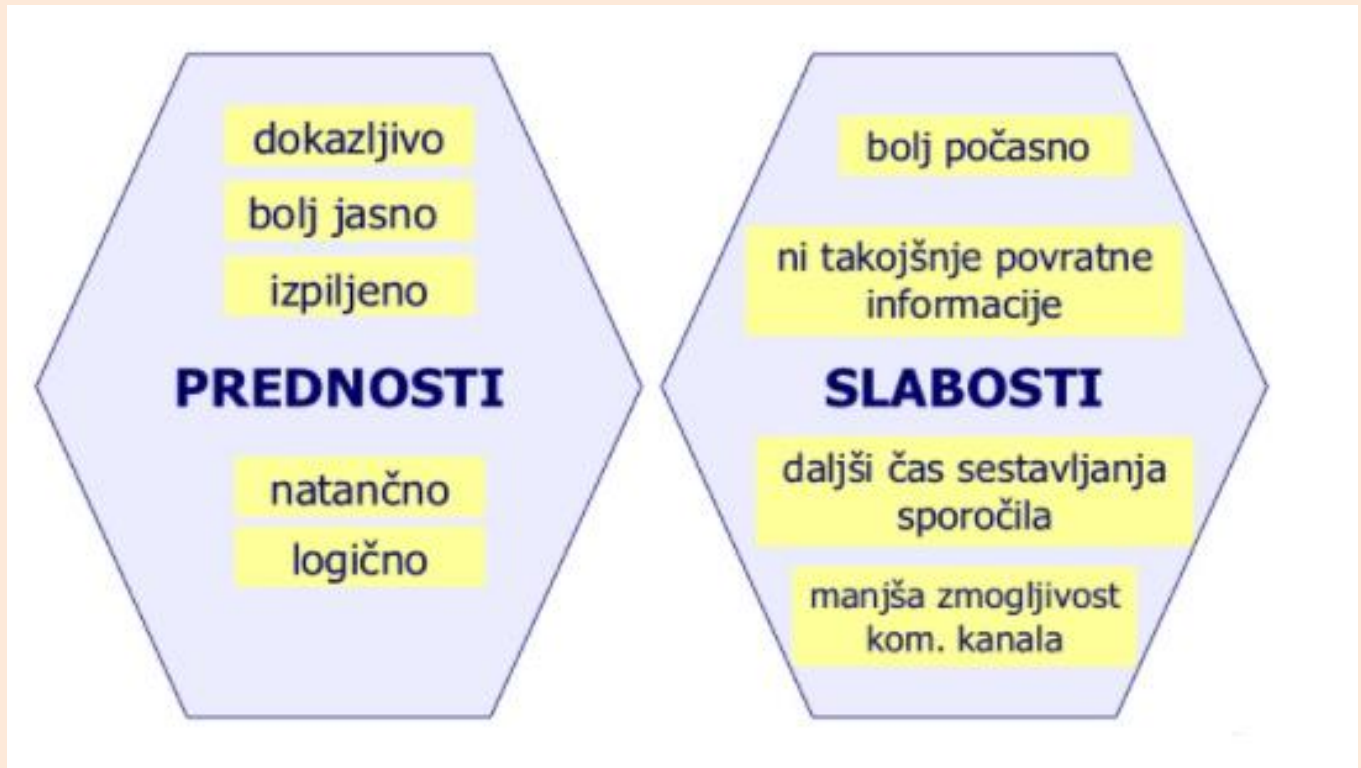 dokazljivo
bolj jasno
izpiljeno
PREDNOSTI
natančno
logično
bolj počasno
ni takojšnje povratne
informacije
SLABOSTI
daljši čas sestavljanja
sporočila
manjša zmogljivost
kom. kanala